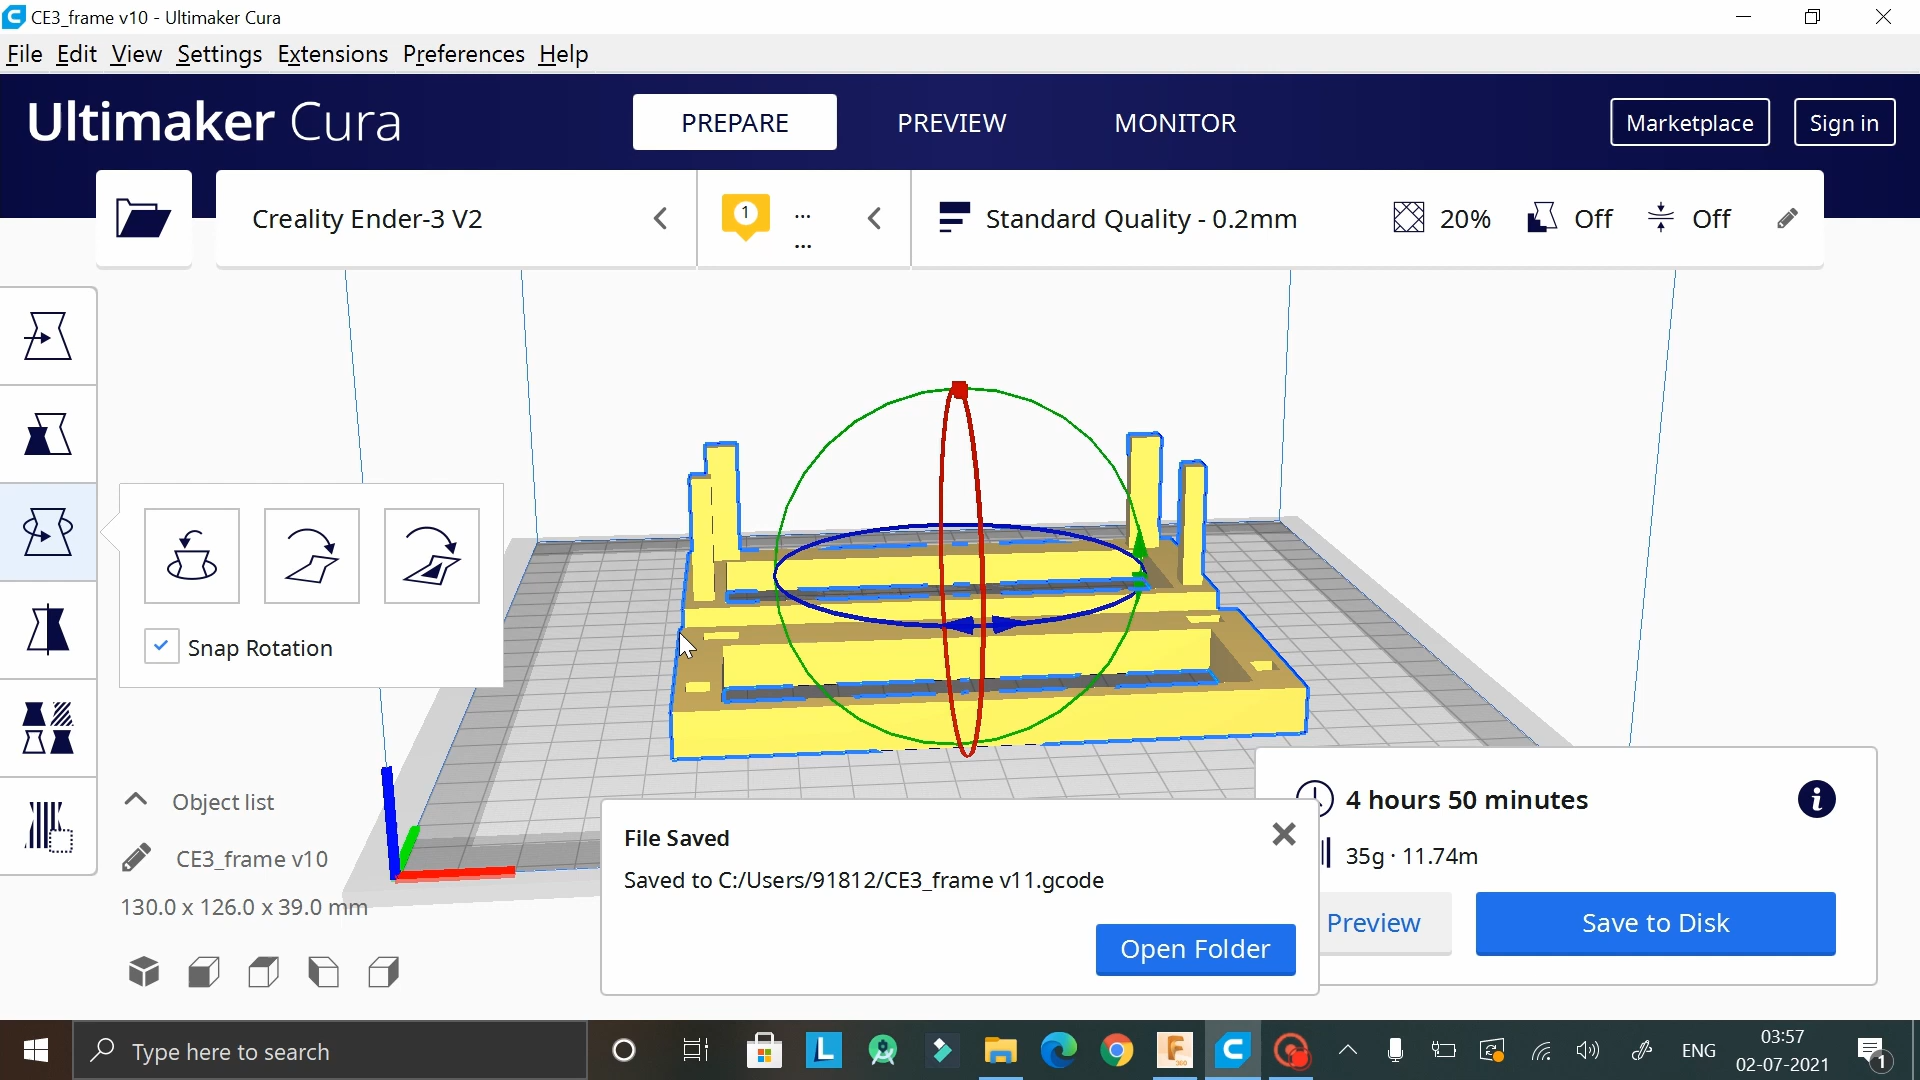 CE3_frame v10 - Ultimaker Cura
File Edit View Settings Extensions Preferences Help
Ultimaker Cura
PREPARE
PREVIEW
MONITOR
Marketplace
Sign in
Creality Ender-3 V2
1
...
...
Standard Quality - 0.2mm
20%
Off
Off
Snap Rotation
Object list
CE3_frame v10
130.0 x 126.0 x 39.0 mm
File Saved
Saved to C:/Users/91812/CE3_frame v11.gcode
Open Folder
4 hours 50 minutes
35g · 11.74m
Preview
Save to Disk
Type here to search
ENG
03:57
02-07-2021
1